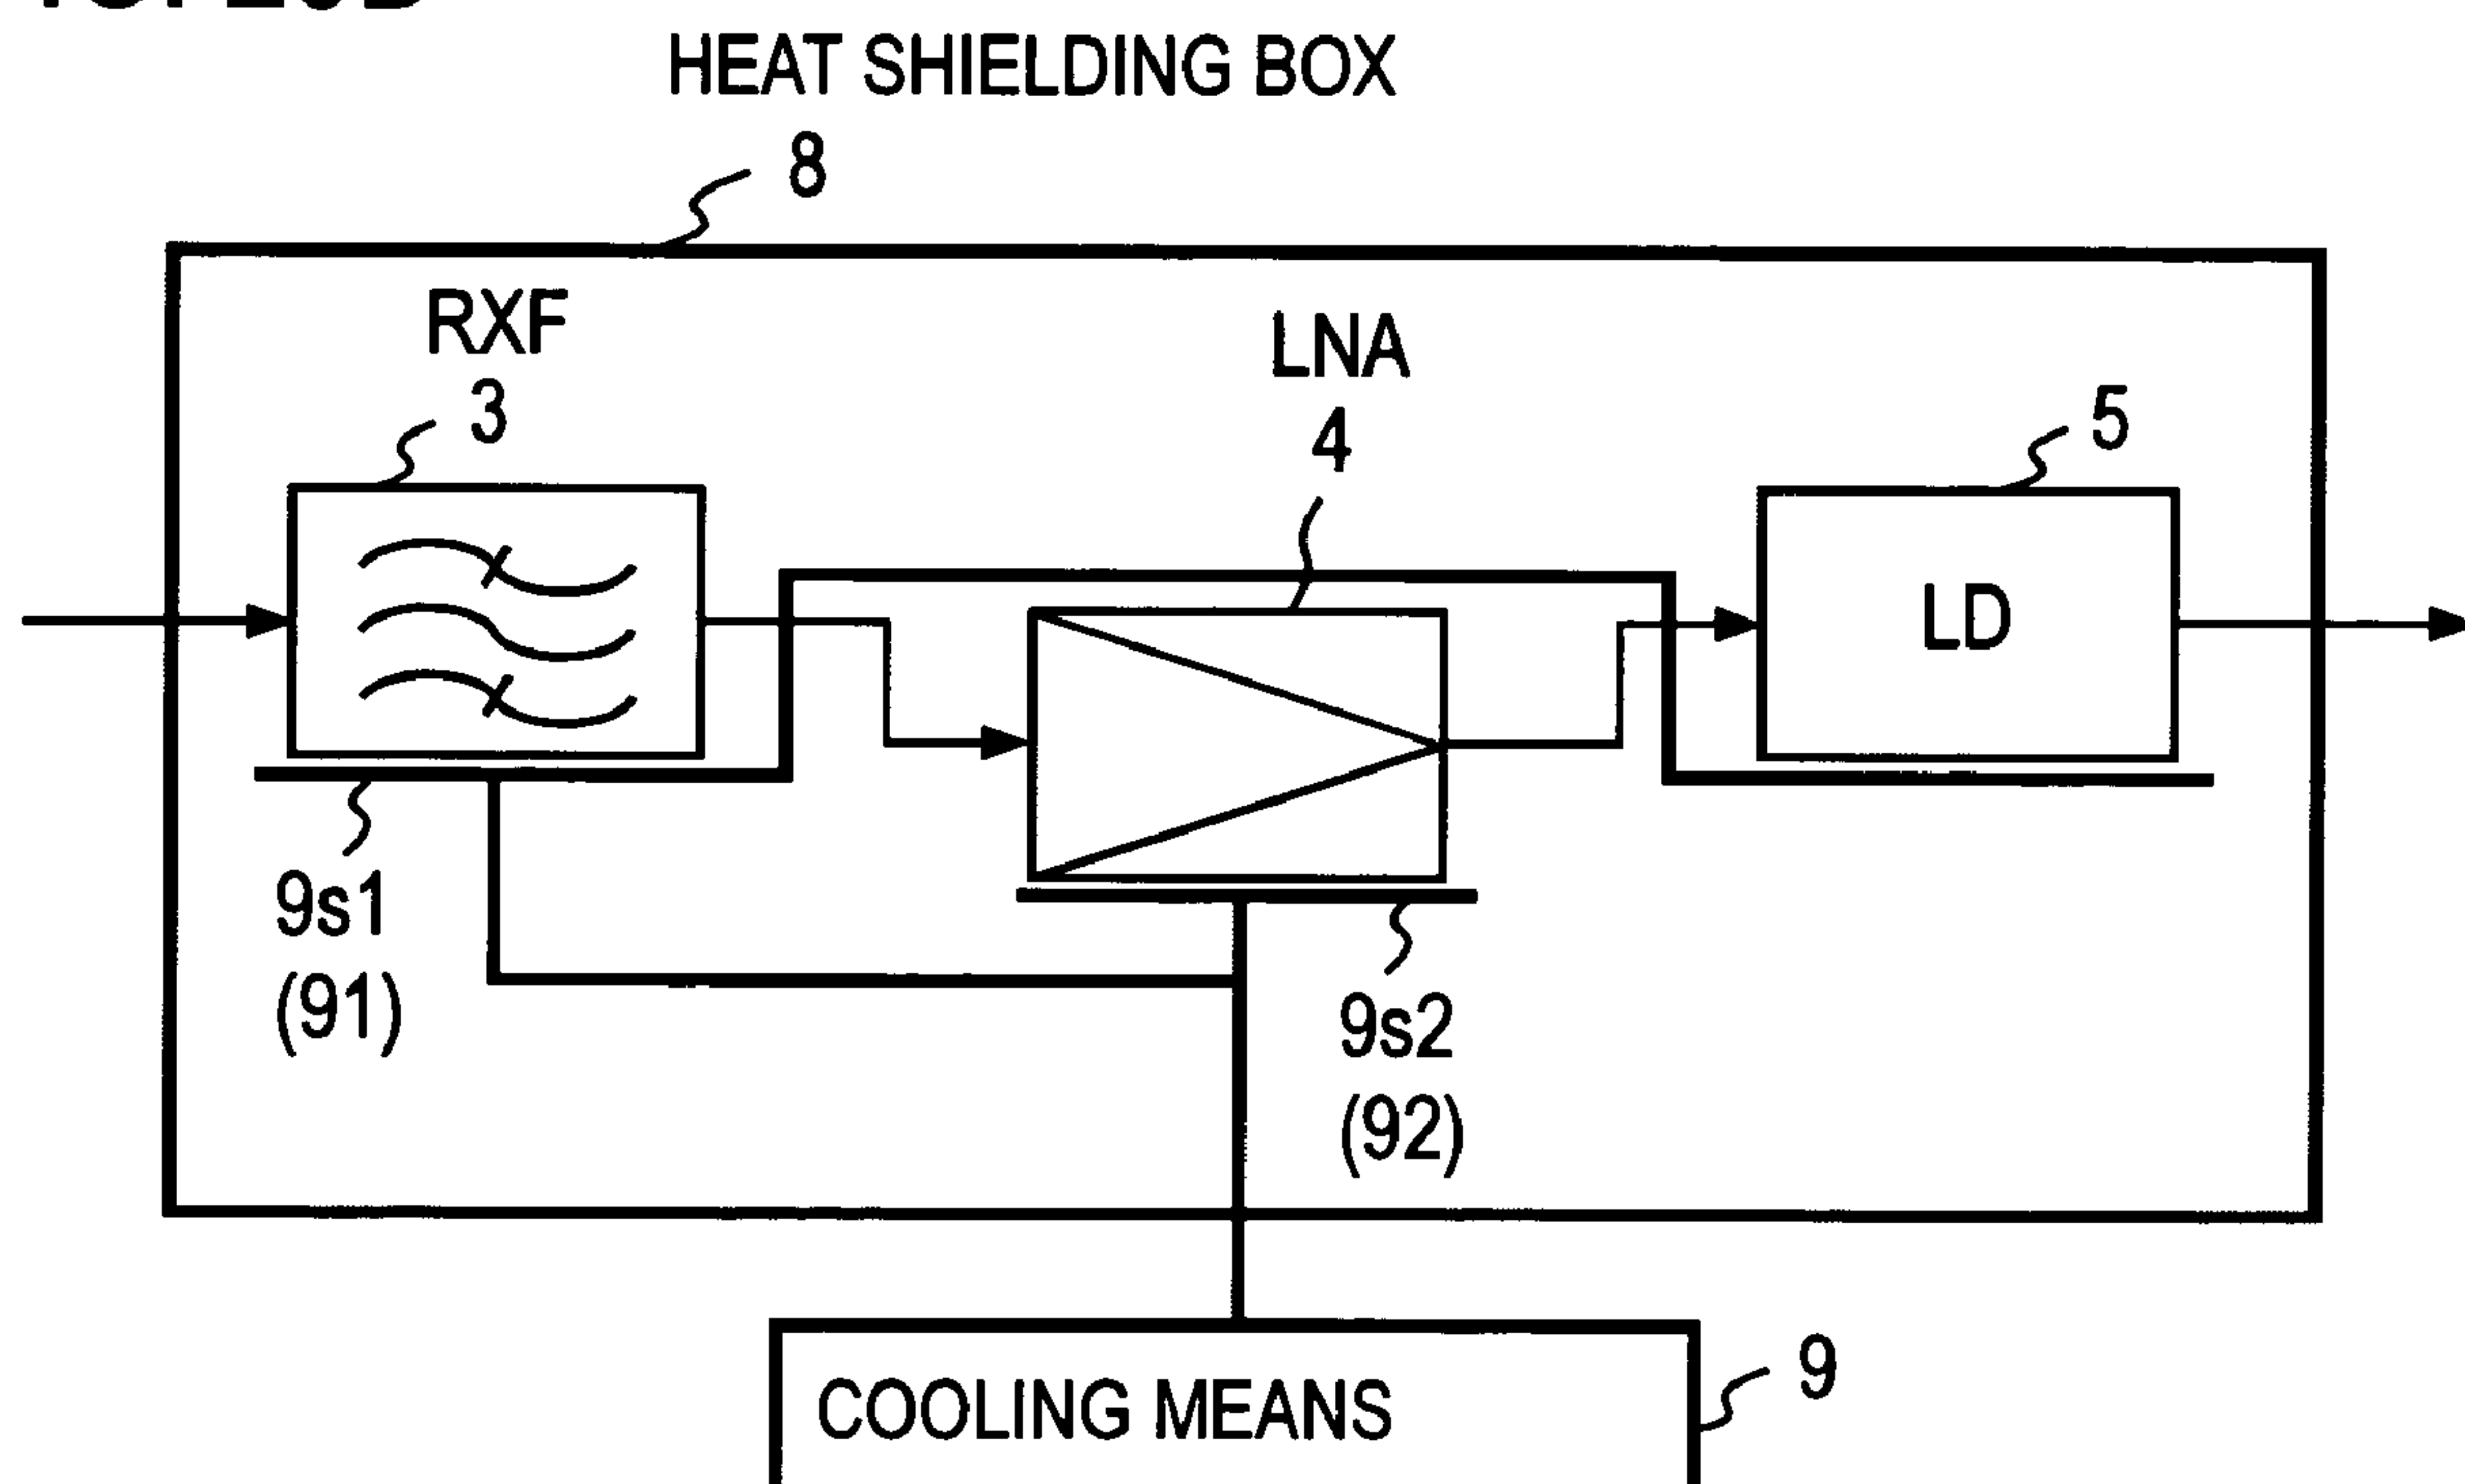 HEAT SHIELDING BOX
8
RXF
3
LNA
4
5
LD
9s1
(91)
9s2
(92)
COOLING MEANS
9